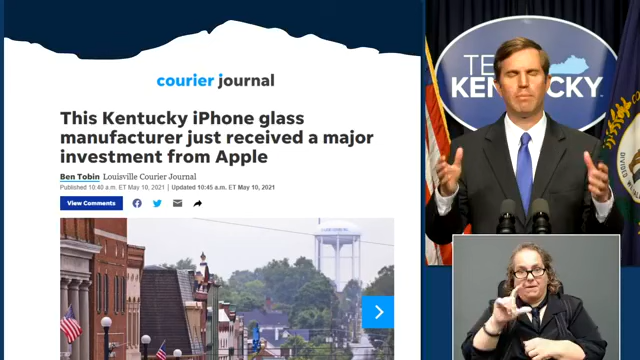 courier journal
This Kentucky iPhone glass
manufacturer just received a major
investment from Apple
Ben Tobin Louisville Courier Journal
Published 10:40 a.m. ET May 10, 2021 | Updated 10:45 a.m. ET May 10, 2021
View Comments
KENTUCKY